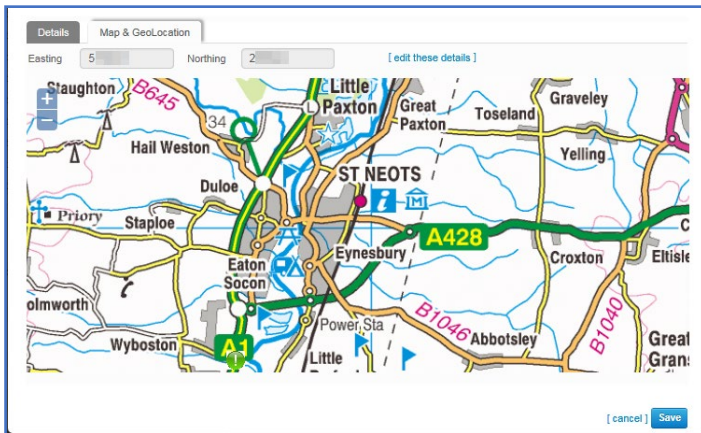 Details Map & GeoLocation
Easting 5 Northing 2 [ edit these details ]
Staughton B645 Little Paxton Great Paxton Toseland Graveley
+
34
Hail Weston Yelling
ST NEOTS
Duloe
Priory Staploe A428
Eaton Socon Eynesbury Croxton Eltisle
olmworth
B1046 B1040
Power Sta Abbotsley
Wyboston A1 Little Great Grans
[ cancel ] Save